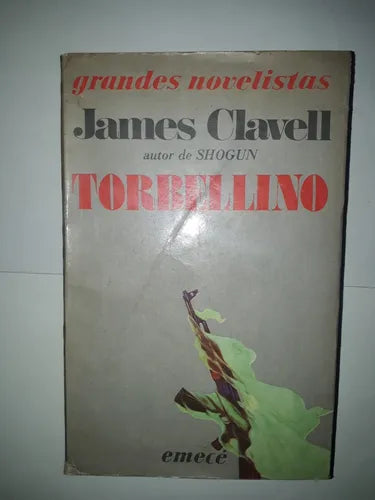 grandes novelistas
James Clavell
autor de SHOGUN
TORBELLINO
emecé